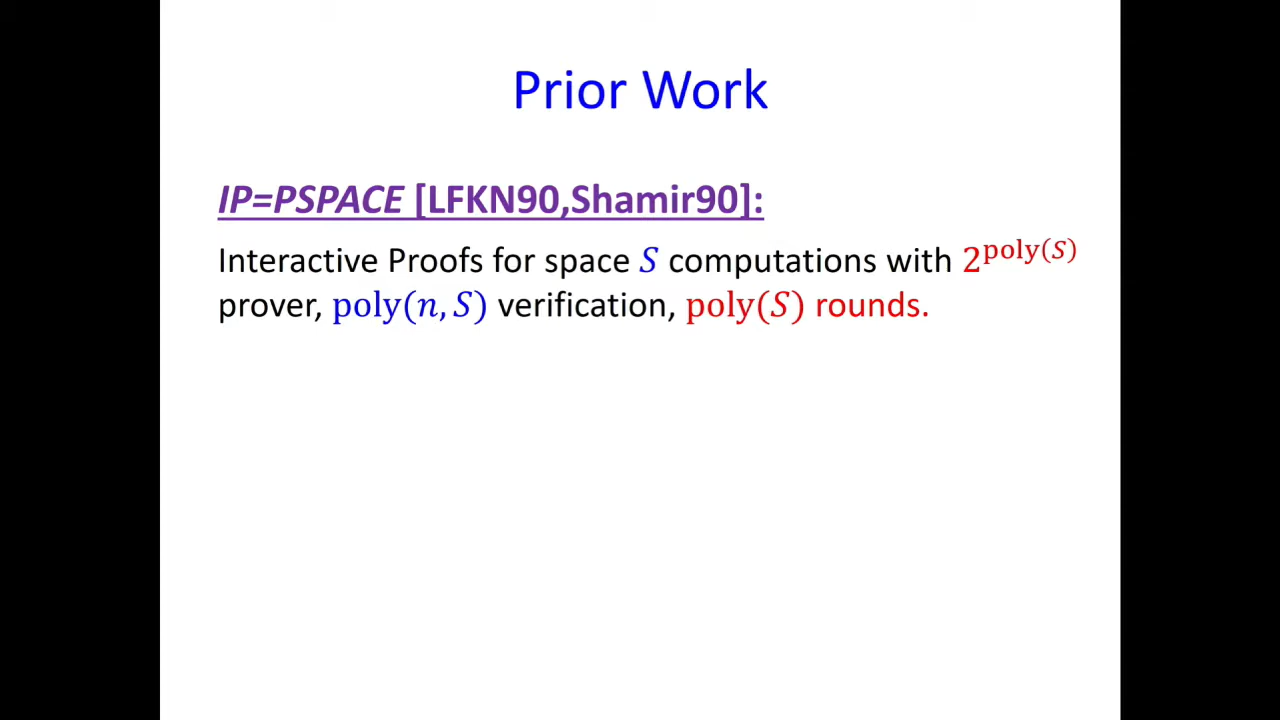 Prior Work
IP=PSPACE [LFKN90,Shamir90]:
Interactive Proofs for space S computations with 2^poly(S)
prover, poly(n, S) verification, poly(S) rounds.